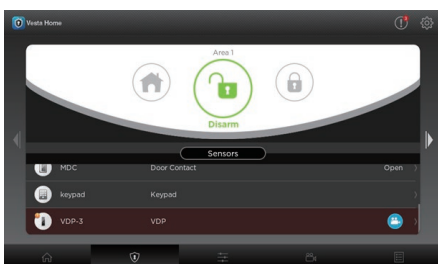 Vesta Home
Area 1
Disarm
Sensors
MDC Door Contact Open
keypad Keypad
VDP-3 VDP